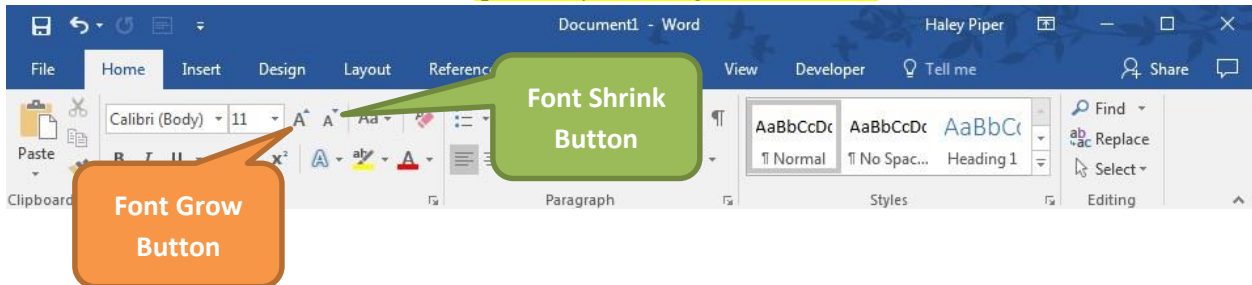 Document1 - Word
Haley Piper
File Home Insert Design Layout View Developer Tell me Share
Font Shrink
Button
Calibri (Body) 11 A A Aa
Paste
B I U x² A A
¶
AaBbCcDc AaBbCcDc AaBbC
¶ Normal ¶ No Spac... Heading 1
Find
Replace
Select
Clipboard Paragraph Styles Editing
Font Grow
Button